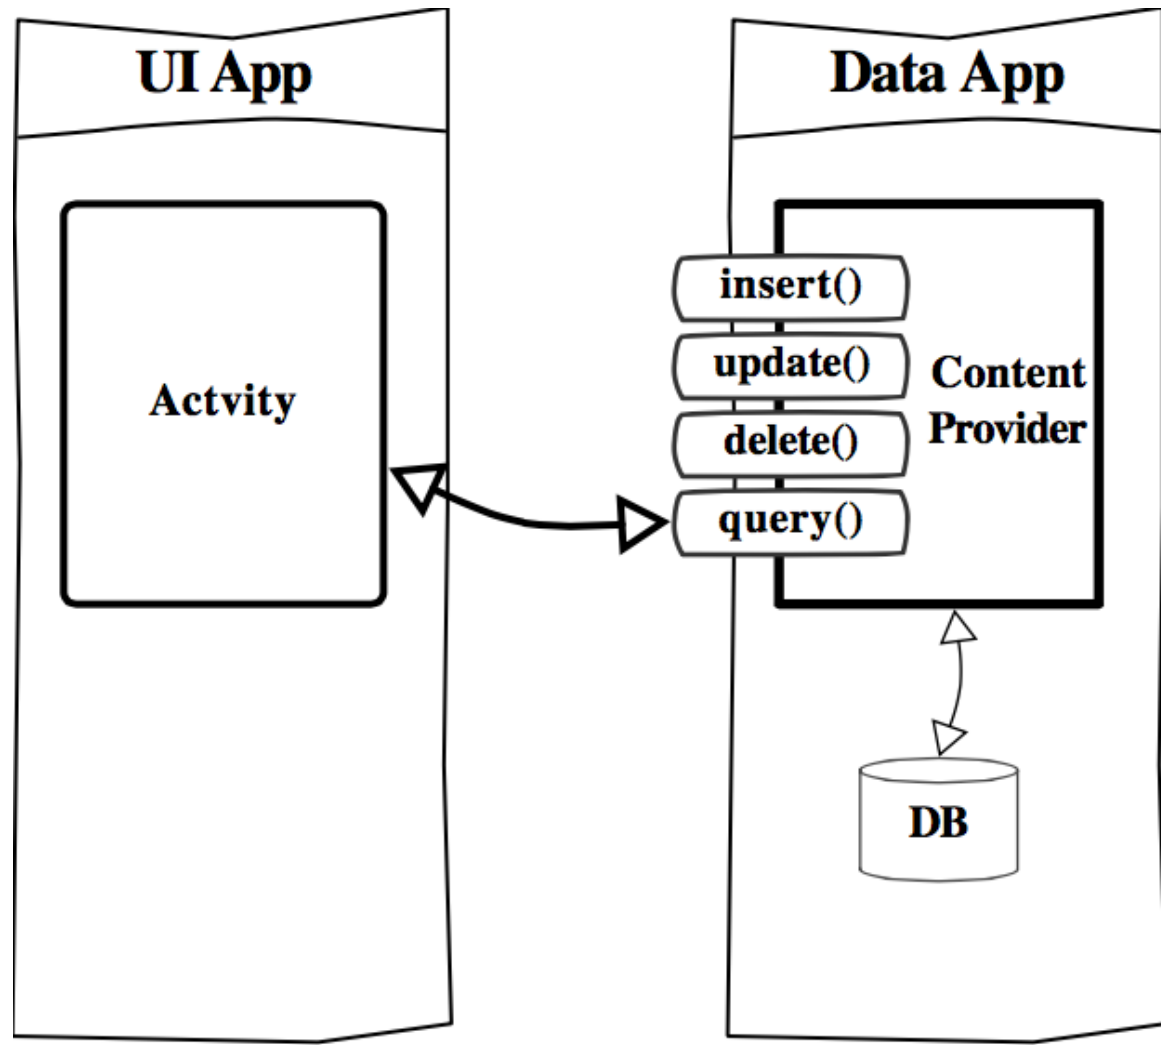 UI App
Data App
Actvity
insert()
update()
delete()
query()
Content
Provider
DB